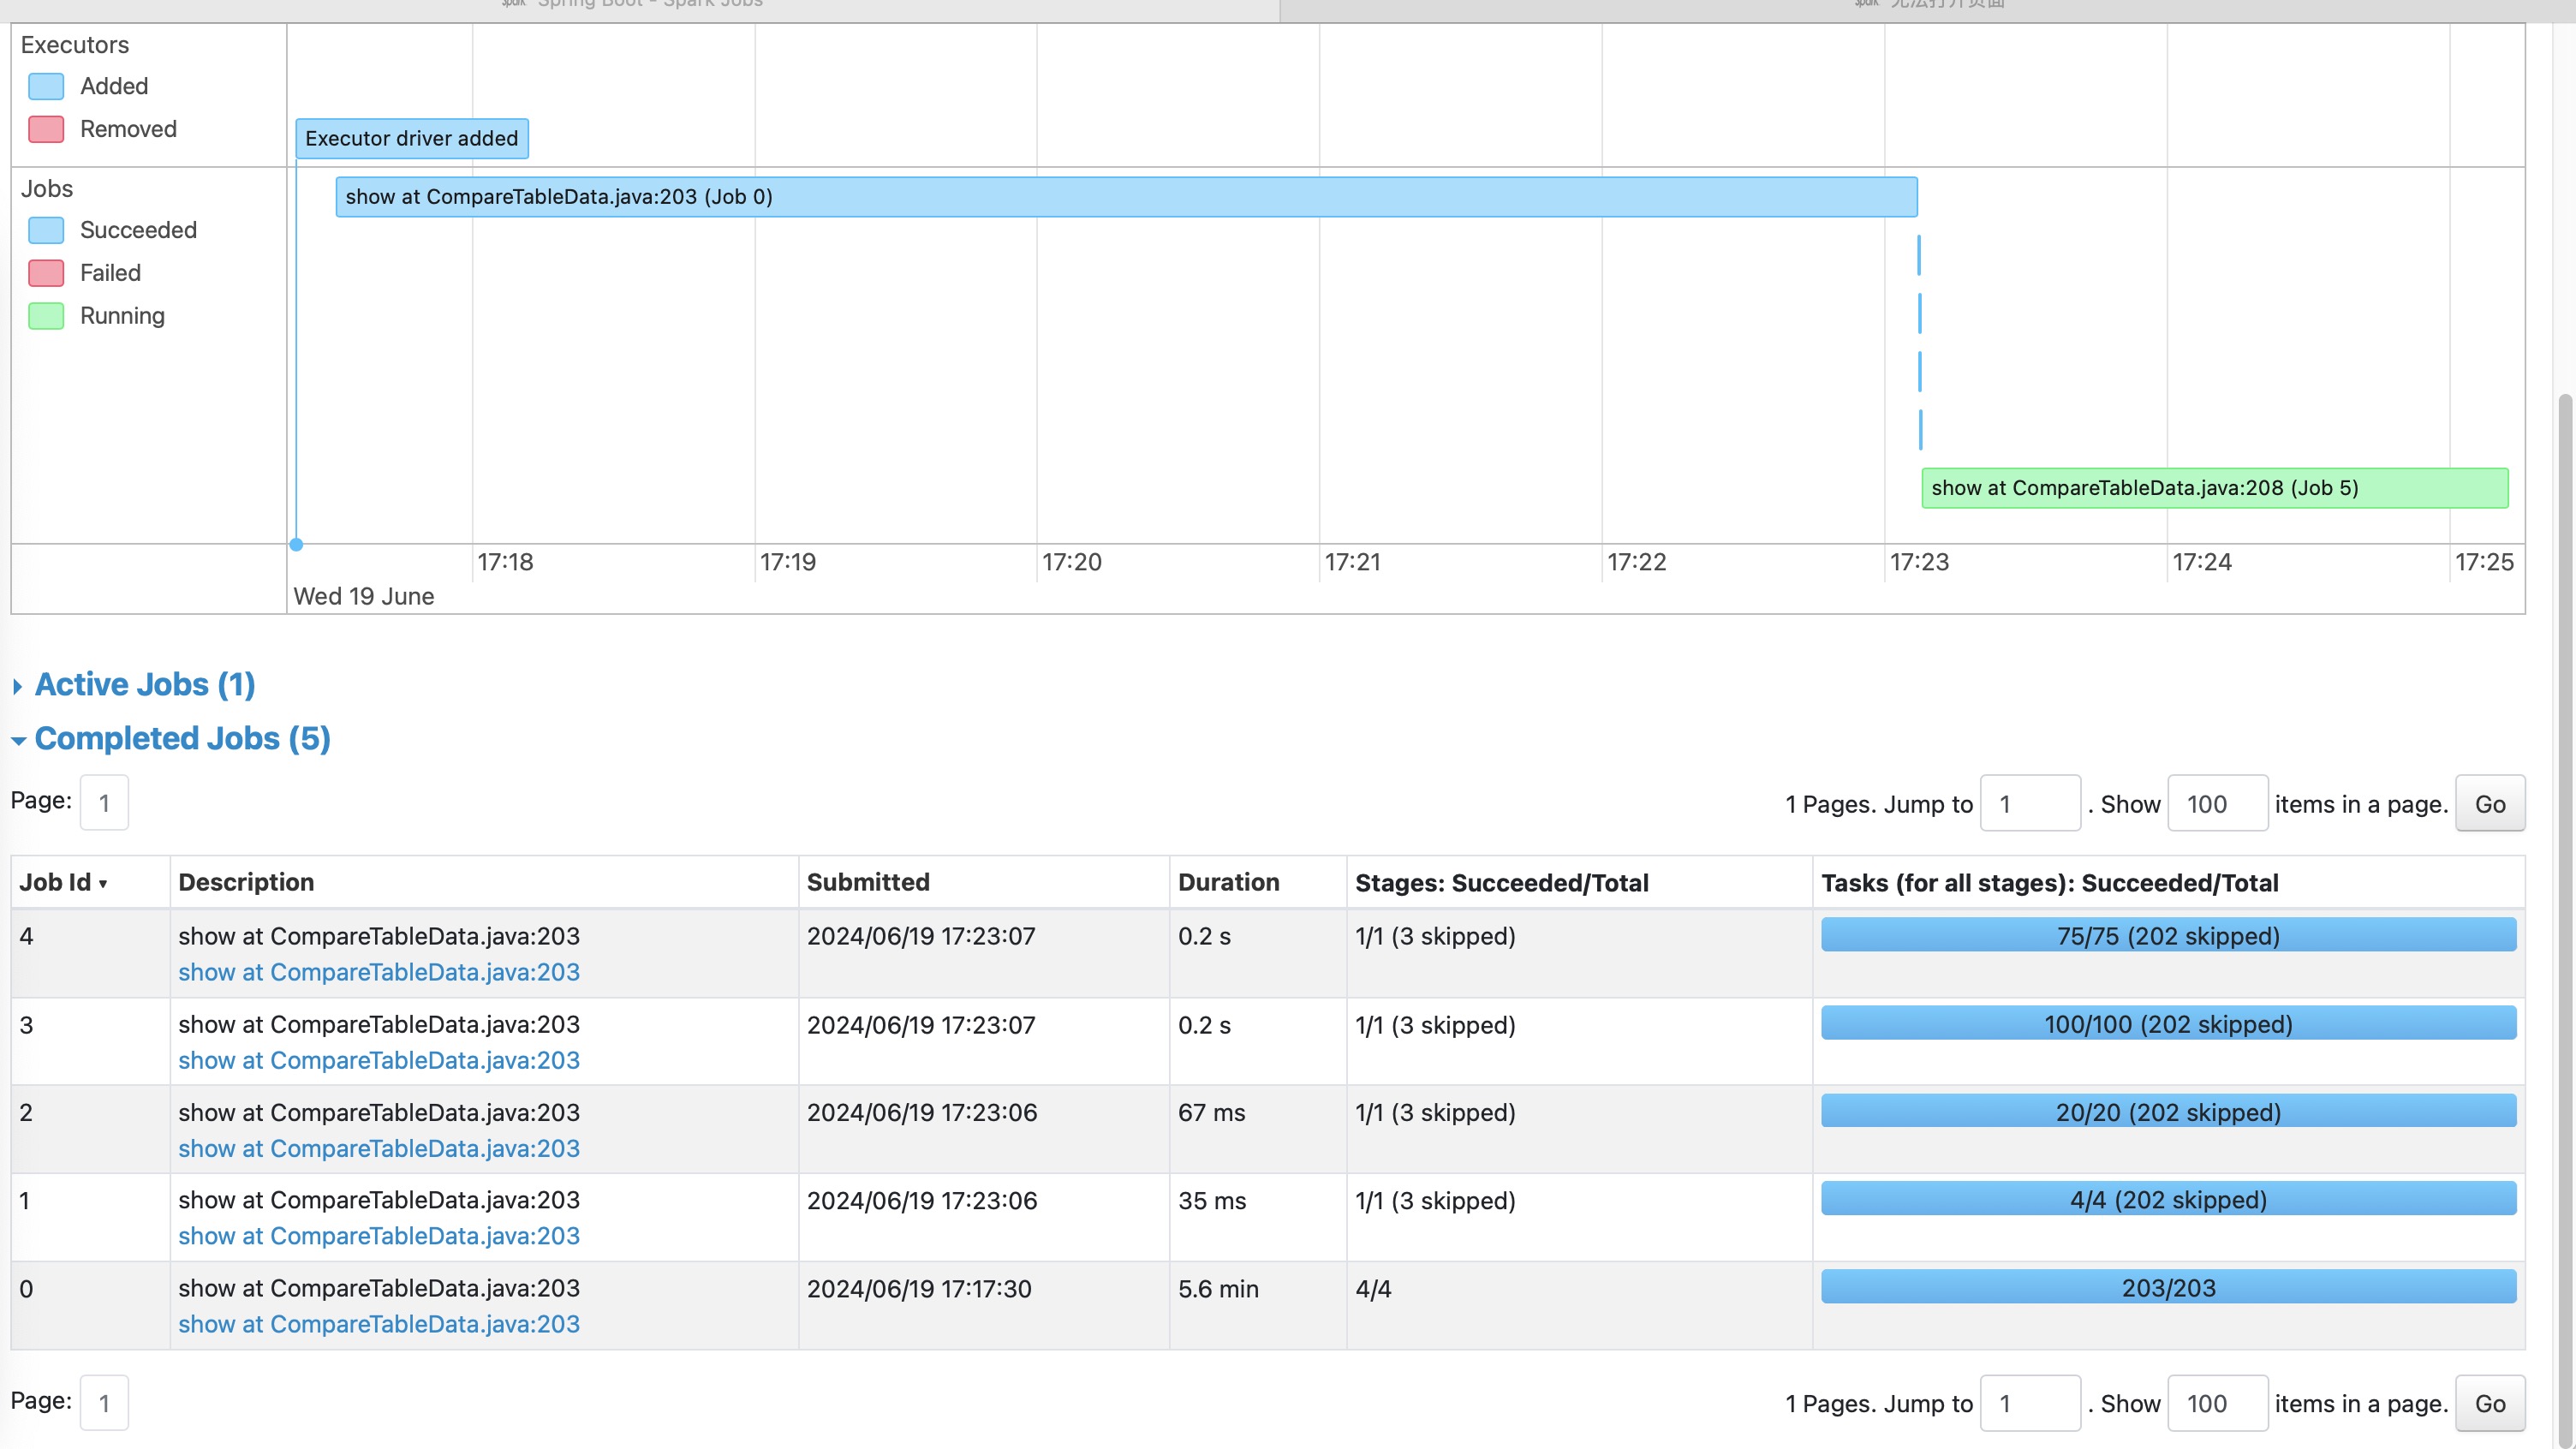 Spark Spring Boot - Spark Jobs
Spark 无法打开页面
Executors
Added
Removed
Executor driver added
Jobs
Succeeded
Failed
Running
show at CompareTableData.java:203 (Job 0)
show at CompareTableData.java:208 (Job 5)
17:18 17:19 17:20 17:21 17:22 17:23 17:24 17:25
Wed 19 June
Active Jobs (1)
Completed Jobs (5)
Page: 1 1 Pages. Jump to 1 . Show 100 items in a page. Go
Job Id ▾ Description Submitted Duration Stages: Succeeded/Total Tasks (for all stages): Succeeded/Total
4 show at CompareTableData.java:203 2024/06/19 17:23:07 0.2 s 1/1 (3 skipped) 75/75 (202 skipped)
show at CompareTableData.java:203
3 show at CompareTableData.java:203 2024/06/19 17:23:07 0.2 s 1/1 (3 skipped) 100/100 (202 skipped)
show at CompareTableData.java:203
2 show at CompareTableData.java:203 2024/06/19 17:23:06 67 ms 1/1 (3 skipped) 20/20 (202 skipped)
show at CompareTableData.java:203
1 show at CompareTableData.java:203 2024/06/19 17:23:06 35 ms 1/1 (3 skipped) 4/4 (202 skipped)
show at CompareTableData.java:203
0 show at CompareTableData.java:203 2024/06/19 17:17:30 5.6 min 4/4 203/203
show at CompareTableData.java:203
Page: 1 1 Pages. Jump to 1 . Show 100 items in a page. Go